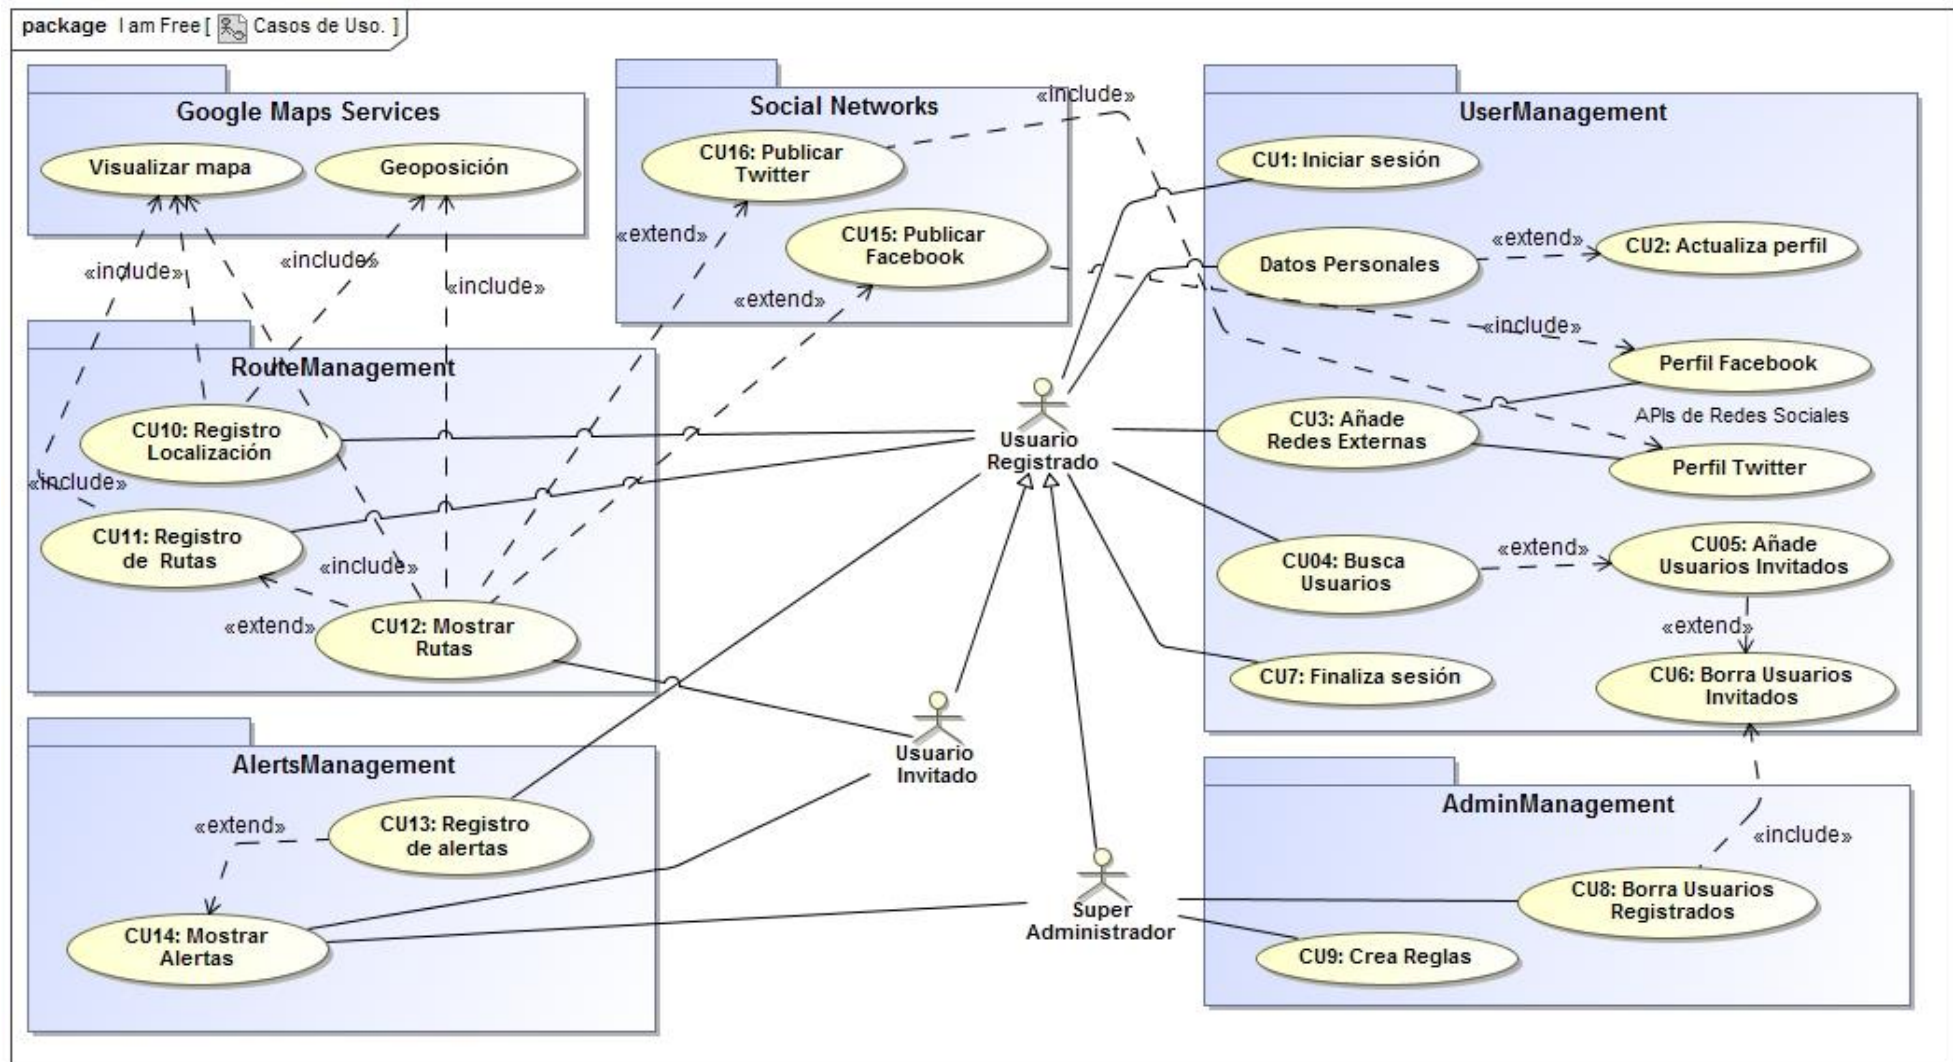 package I am Free [ Casos de Uso. ]
Google Maps Services
Visualizar mapa
Geoposición
«include»
«include»
«include»
Social Networks
«include»
CU16: Publicar
Twitter
«extend»
CU15: Publicar
Facebook
«extend»
UserManagement
CU1: Iniciar sesión
Datos Personales
«extend»
CU2: Actualiza perfil
«include»
Perfil Facebook
APIs de Redes Sociales
CU3: Añade
Redes Externas
Perfil Twitter
CU04: Busca
Usuarios
«extend»
CU05: Añade
Usuarios Invitados
«extend»
CU7: Finaliza sesión
CU6: Borra Usuarios
Invitados
RouteManagement
CU10: Registro
Localización
«include»
CU11: Registro
de Rutas
«include»
«extend»
CU12: Mostrar
Rutas
Usuario
Registrado
Usuario
Invitado
Super
Administrador
AlertsManagement
«extend»
CU13: Registro
de alertas
CU14: Mostrar
Alertas
AdminManagement
«include»
CU8: Borra Usuarios
Registrados
CU9: Crea Reglas